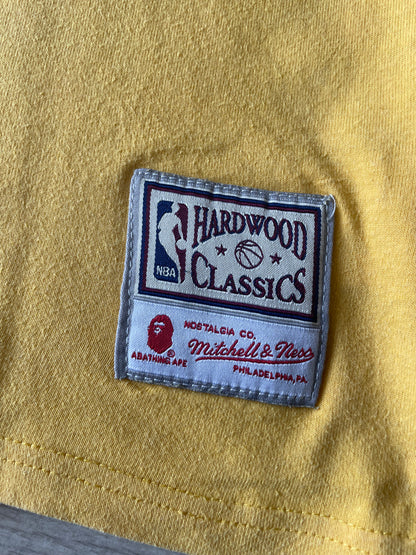 HARDWOOD
NBA
CLASSICS
NOSTALGIA CO.
Mitchell & Ness
A BATHING APE®
PHILADELPHIA, PA.